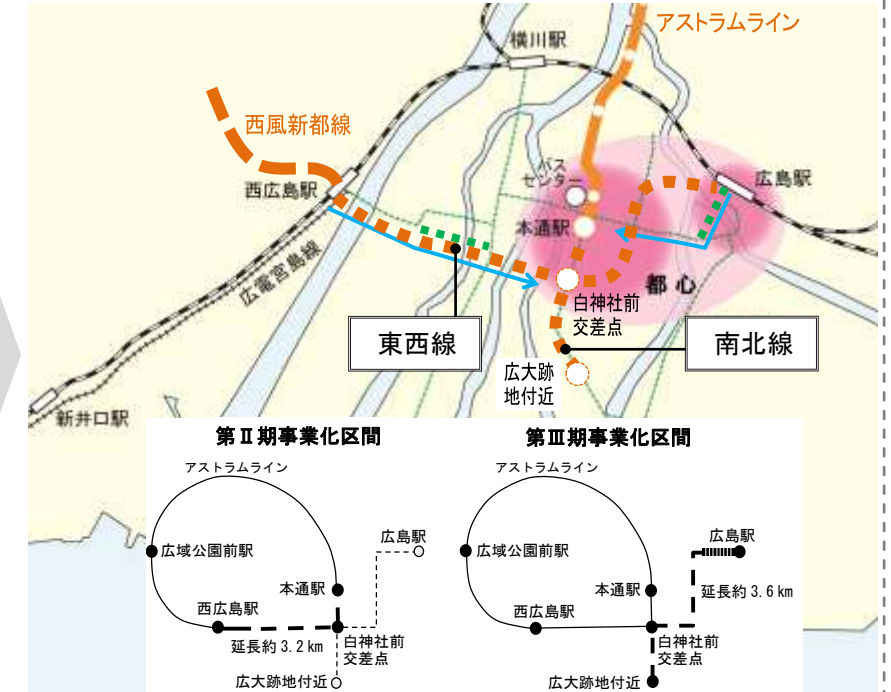 アストラムライン
横川駅
西風新都線
バス
センター
広島駅
西広島駅
本通駅
広電宮島線
都心
白神社前
交差点
東西線
南北線
広大跡
地付近
新井口駅
第Ⅱ期事業化区間
アストラムライン
広島駅
広域公園前駅
本通駅
西広島駅
延長約 3.2 km
白神社前
交差点
広大跡地付近
第Ⅲ期事業化区間
アストラムライン
広島駅
広域公園前駅
本通駅
延長約 3.6 km
西広島駅
白神社前
交差点
広大跡地付近